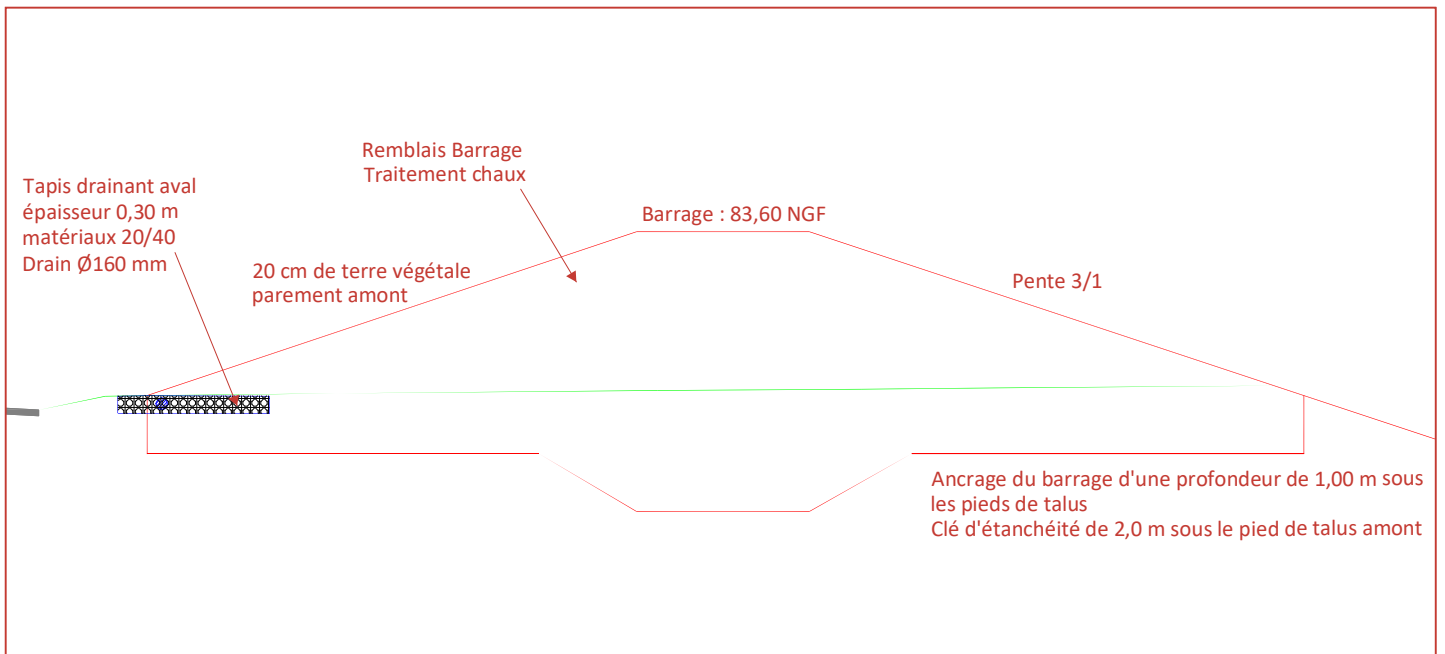 Remblais Barrage
Traitement chaux
Tapis drainant aval
épaisseur 0,30 m
matériaux 20/40
Drain Ø160 mm
Barrage : 83,60 NGF
20 cm de terre végétale
parement amont
Pente 3/1
Ancrage du barrage d'une profondeur de 1,00 m sous
les pieds de talus
Clé d'étanchéité de 2,0 m sous le pied de talus amont